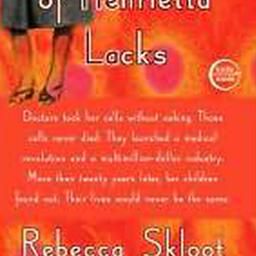 of Henrietta
Lacks
Doctors took her cells without asking. Those
cells never died. They launched a medical
revolution and a multimillion-dollar industry.
More than twenty years later, her children
found out. Their lives would never be the same.
Rebecca Skloot